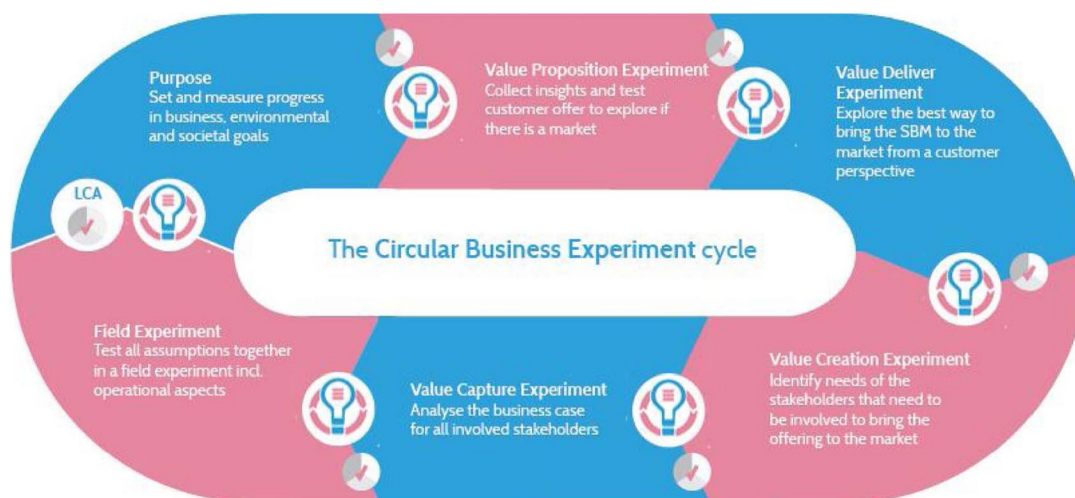 Purpose
Set and measure progress
in business, environmental
and societal goals
Value Proposition Experiment
Collect insights and test
customer offer to explore if
there is a market
Value Deliver
Experiment
Explore the best way to
bring the SBM to the
market from a customer
perspective
LCA
The Circular Business Experiment cycle
Field Experiment
Test all assumptions together
in a field experiment incl.
operational aspects
Value Capture Experiment
Analyse the business case
for all involved stakeholders
Value Creation Experiment
Identify needs of the
stakeholders that need to
be involved to bring the
offering to the market